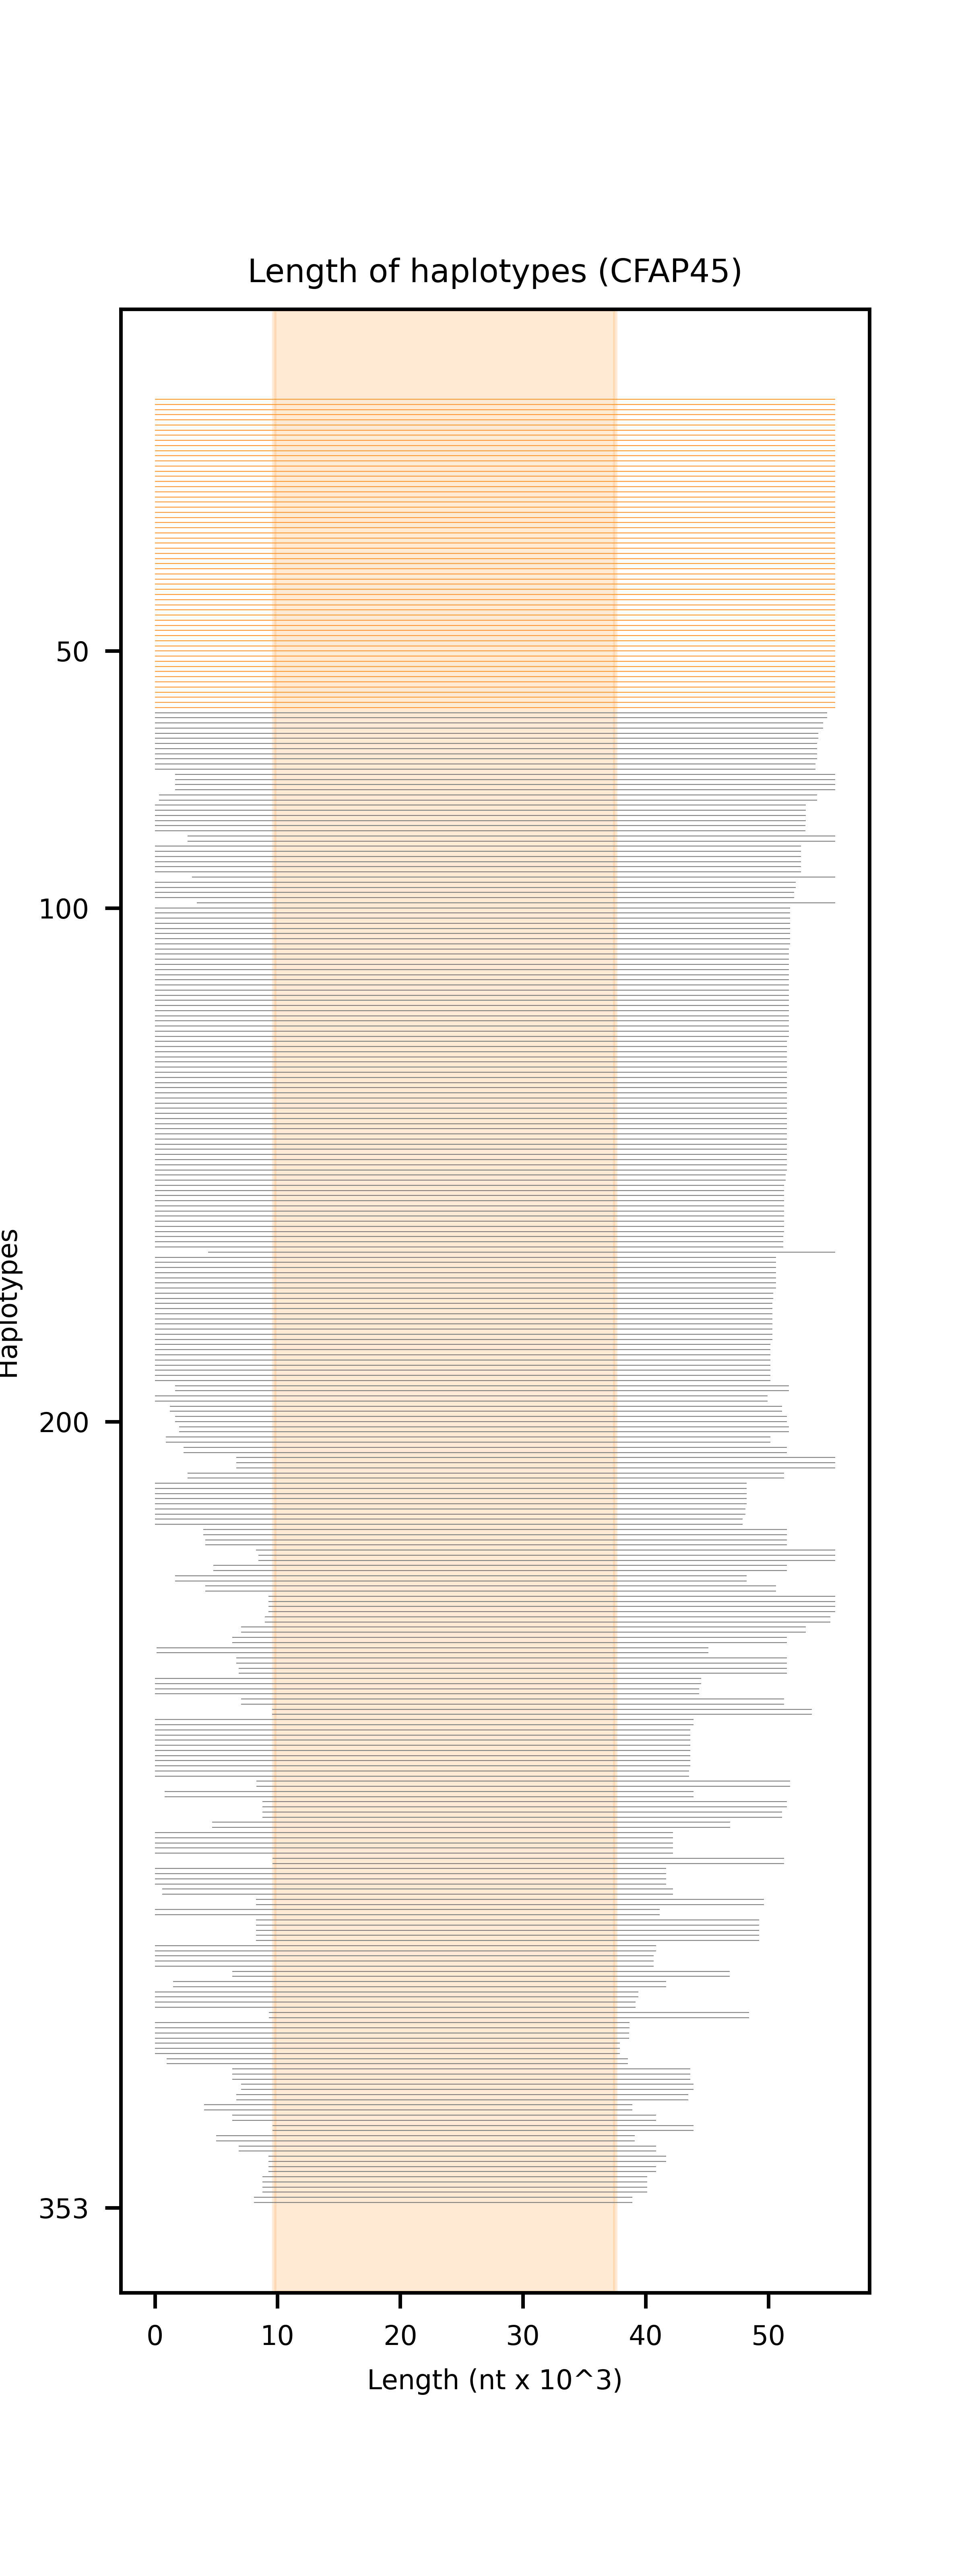 Length of haplotypes (CFAP45)
50
100
Haplotypes
200
353
0 10 20 30 40 50
Length (nt x 10^3)